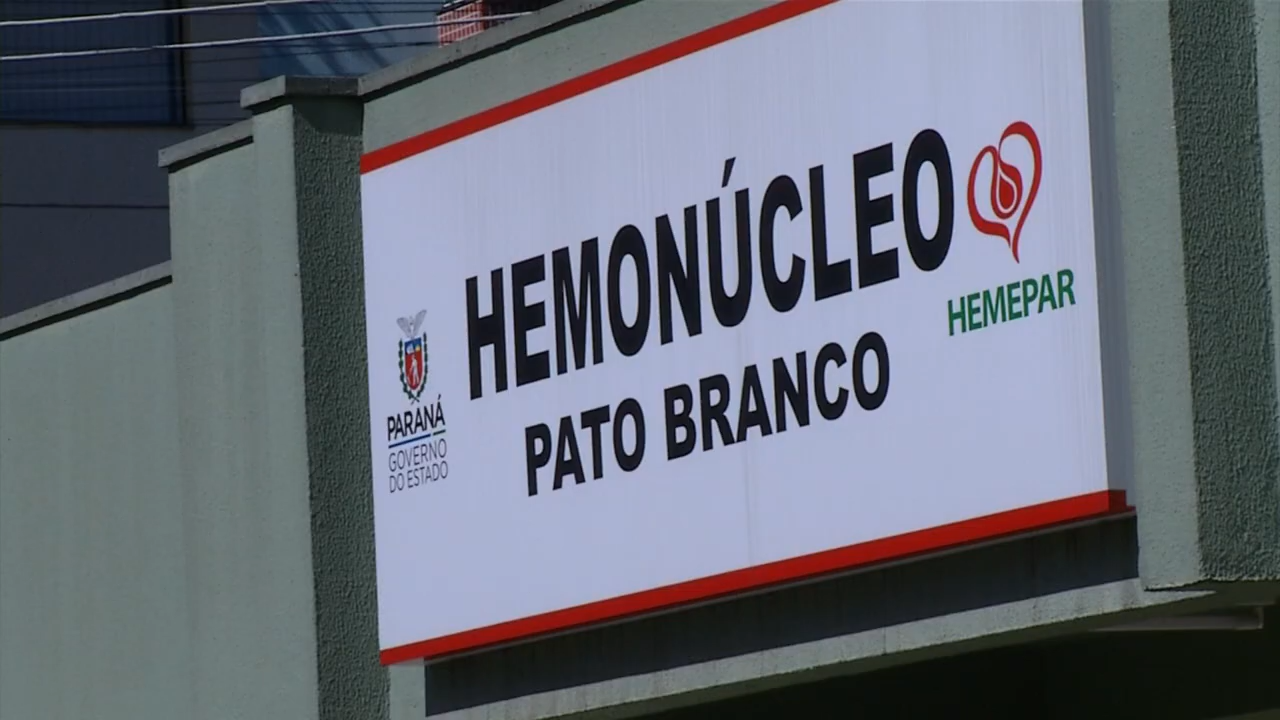 HEMONÚCLEO
PATO BRANCO
HEMEPAR
PARANÁ
GOVERNO
DO ESTADO